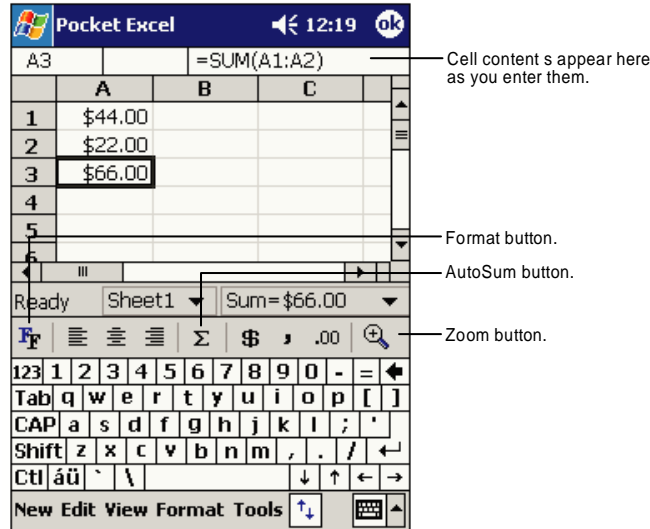 Pocket Excel 12:19 ok
A3 =SUM(A1:A2)
Cell content s appear here
as you enter them.
A B C
1 $44.00
2 $22.00
3 $66.00
4
5
6
Format button.
AutoSum button.
Ready Sheet1 Sum=$66.00
FF Σ $ , .00
Zoom button.
123 1 2 3 4 5 6 7 8 9 0 - =
Tab q w e r t y u i o p [ ]
CAP a s d f g h j k l ; '
Shift z x c v b n m , . /
Ctl áü ` \ ↓ ↑ ← →
New Edit View Format Tools